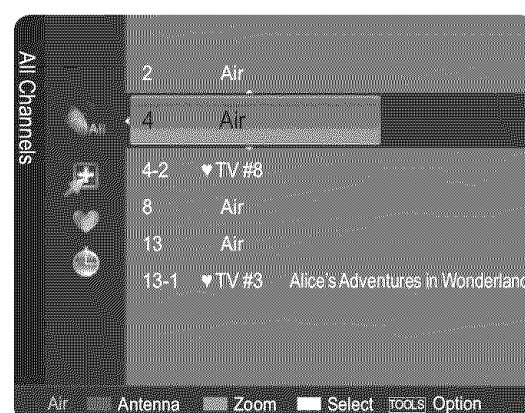 All Channels
All
2 Air
4 Air
4-2 ♥ TV #8
8 Air
13 Air
13-1 ♥ TV #3 Alice's Adventures in Wonderland
Air Antenna Zoom Select TOOLS Option